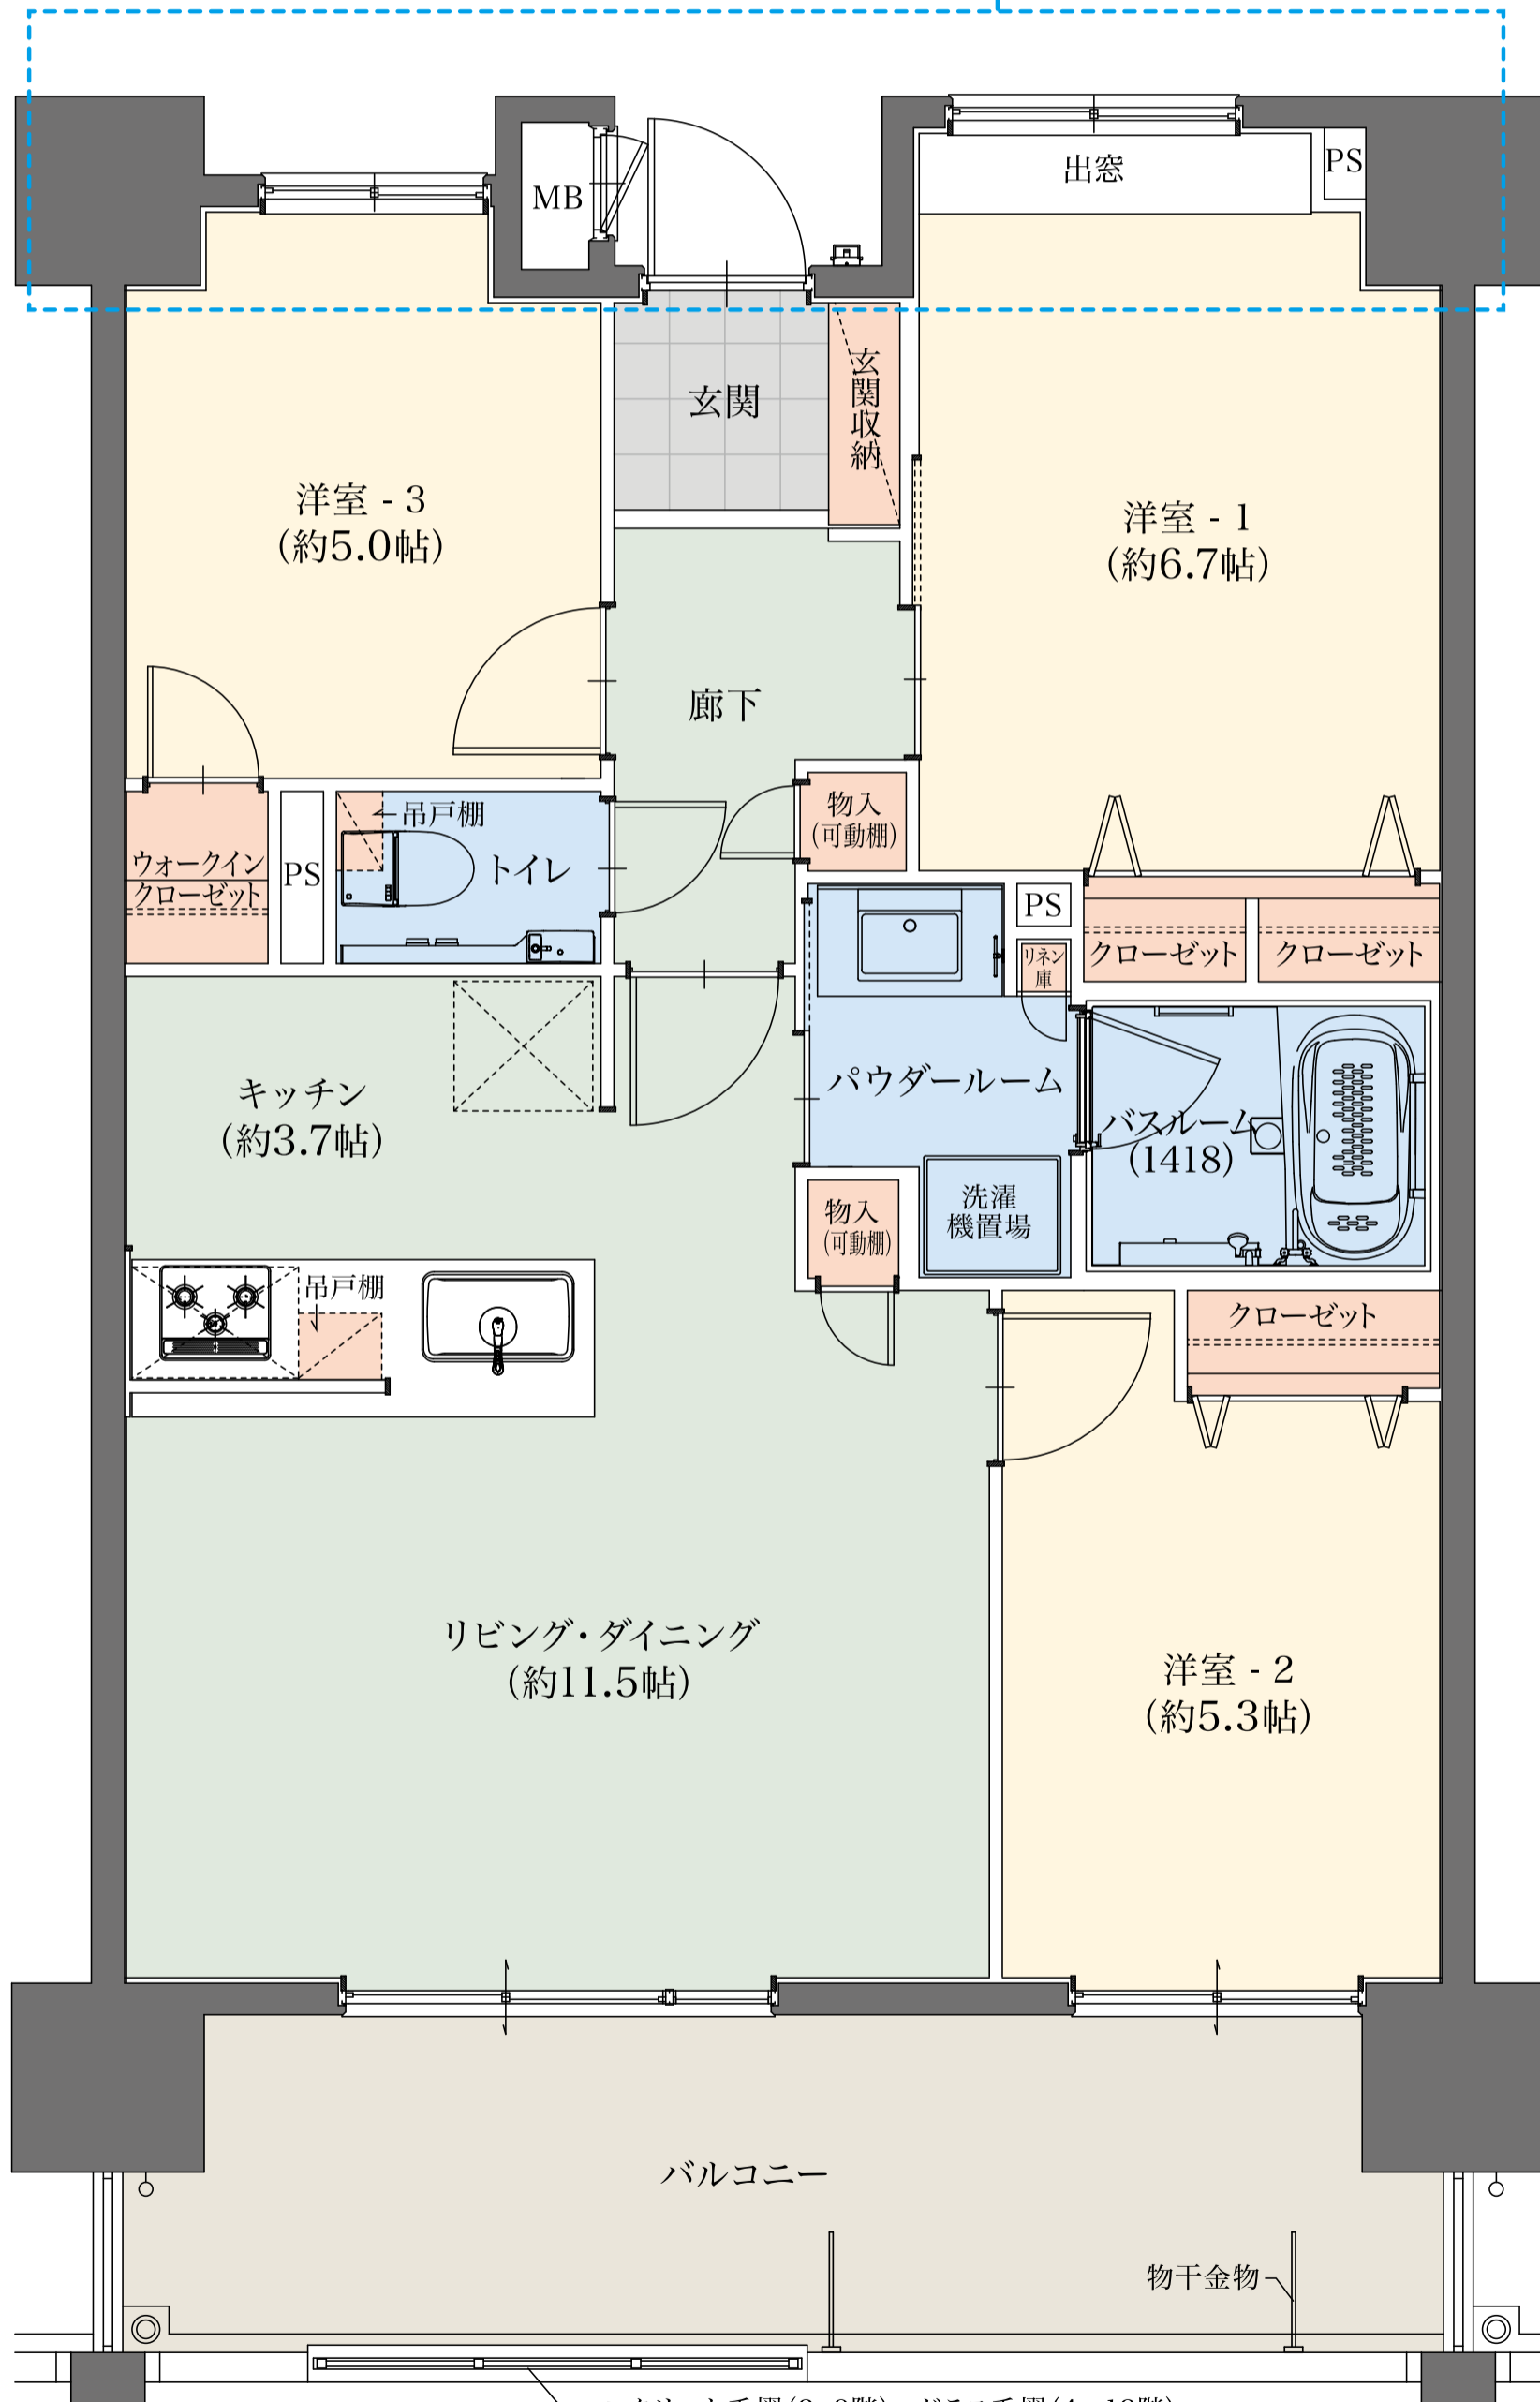 出窓
PS
MB
玄関
玄関収納
洋室 - 3
(約5.0帖)
洋室 - 1
(約6.7帖)
廊下
物入
(可動棚)
吊戸棚
トイレ
ウォークイン
クローゼット
PS
PS
リネン
庫
クローゼット
クローゼット
キッチン
(約3.7帖)
パウダールーム
バスルーム
(1418)
洗濯
機置場
物入
(可動棚)
吊戸棚
クローゼット
リビング・ダイニング
(約11.5帖)
洋室 - 2
(約5.3帖)
バルコニー
物干金物